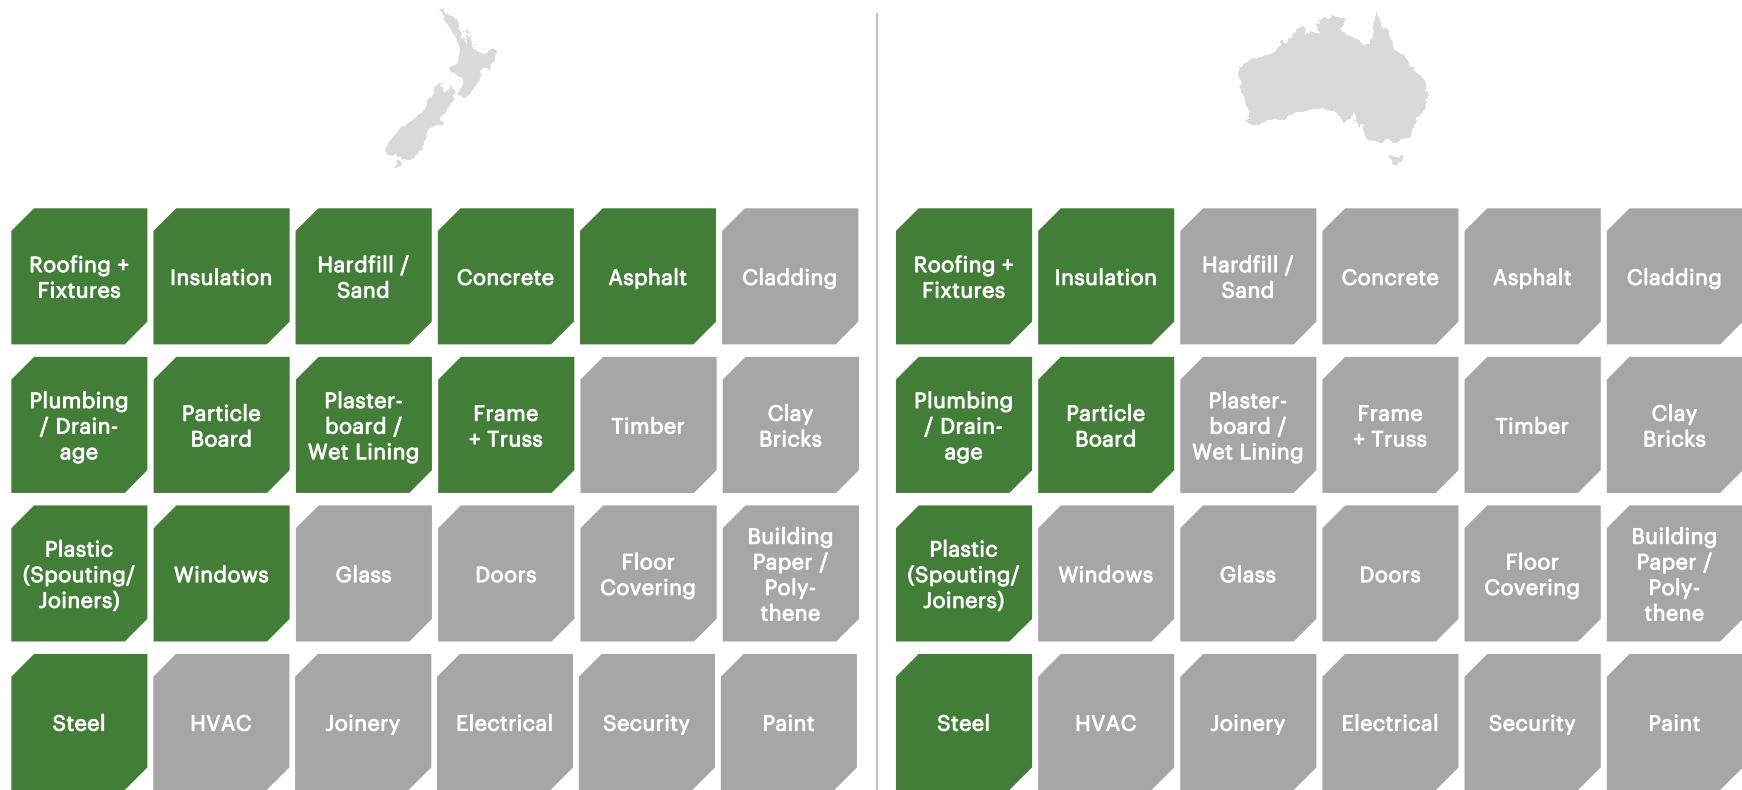 Roofing +
Fixtures
Insulation
Hardfill /
Sand
Concrete
Asphalt
Cladding
Plumbing
/ Drain-
age
Particle
Board
Plaster-
board /
Wet Lining
Frame
+ Truss
Timber
Clay
Bricks
Plastic
(Spouting/
Joiners)
Windows
Glass
Doors
Floor
Covering
Building
Paper /
Poly-
thene
Steel
HVAC
Joinery
Electrical
Security
Paint
Roofing +
Fixtures
Insulation
Hardfill /
Sand
Concrete
Asphalt
Cladding
Plumbing
/ Drain-
age
Particle
Board
Plaster-
board /
Wet Lining
Frame
+ Truss
Timber
Clay
Bricks
Plastic
(Spouting/
Joiners)
Windows
Glass
Doors
Floor
Covering
Building
Paper /
Poly-
thene
Steel
HVAC
Joinery
Electrical
Security
Paint